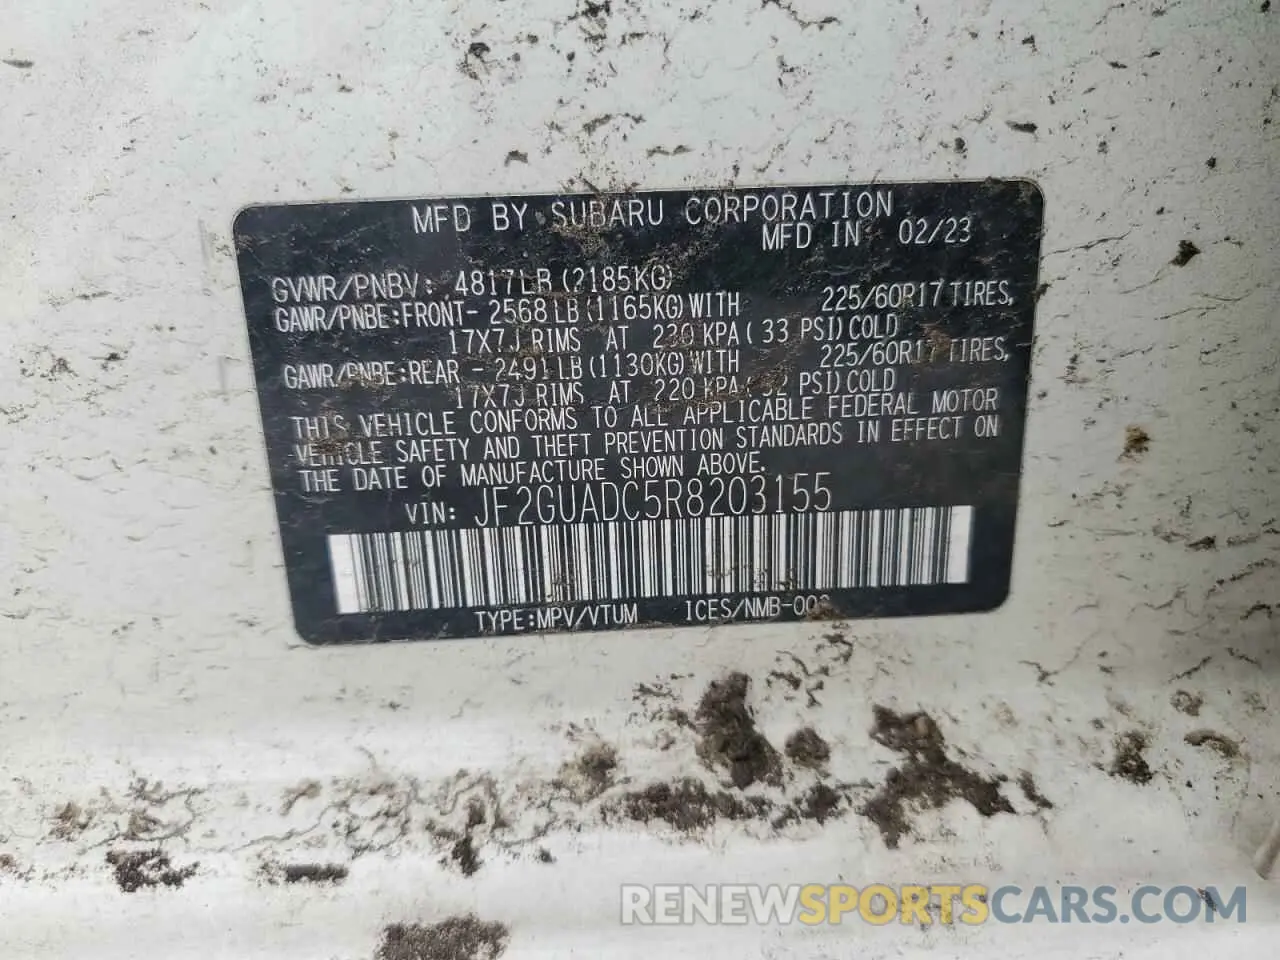 MFD BY SUBARU CORPORATION
MFD IN 02/23
GVWR/PNBV: 4817LB (2185KG)
GAWR/PNBE:FRONT- 2568LB (1165KG) WITH 225/60R17 TIRES,
17X7J RIMS AT 230 KPA (33 PSI) COLD
GAWR/PNBE:REAR - 2491LB (1130KG) WITH 225/60R17 TIRES,
17X7J RIMS AT 220 KPA (32 PSI) COLD
THIS VEHICLE CONFORMS TO ALL APPLICABLE FEDERAL MOTOR
VEHICLE SAFETY AND THEFT PREVENTION STANDARDS IN EFFECT ON
THE DATE OF MANUFACTURE SHOWN ABOVE.
VIN: JF2GUADC5R8203155
TYPE:MPV/VTUM ICES/NMB-002
RENEWSPORTSCARS.COM